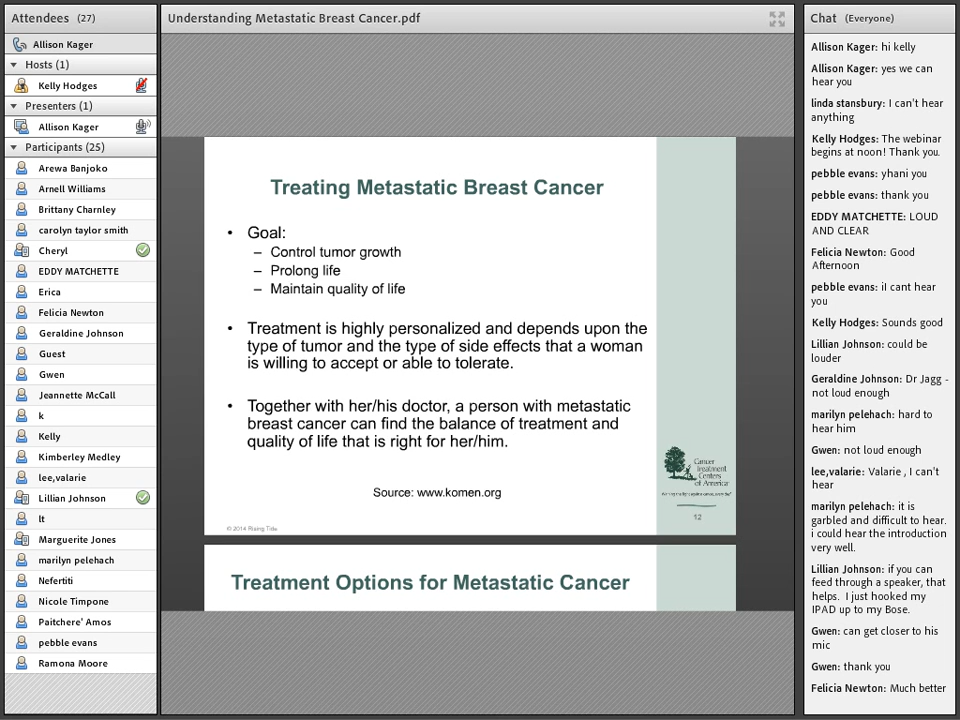 Attendees (27)
Allison Kager
Hosts (1)
Kelly Hodges
Presenters (1)
Allison Kager
Participants (25)
Arewa Banjoko
Arnell Williams
Brittany Charnley
carolyn taylor smith
Cheryl
EDDY MATCHETTE
Erica
Felicia Newton
Geraldine Johnson
Guest
Gwen
Jeannette McCall
k
Kelly
Kimberley Medley
lee,valarie
Lillian Johnson
lt
Marguerite Jones
marilyn pelehach
Nefertiti
Nicole Timpone
Paitchere' Amos
pebble evans
Ramona Moore
Understanding Metastatic Breast Cancer.pdf
Treating Metastatic Breast Cancer
• Goal:
– Control tumor growth
– Prolong life
– Maintain quality of life
• Treatment is highly personalized and depends upon the
type of tumor and the type of side effects that a woman
is willing to accept or able to tolerate.
• Together with her/his doctor, a person with metastatic
breast cancer can find the balance of treatment and
quality of life that is right for her/him.
Source: www.komen.org
© 2014 Rising Tide
Cancer
Treatment
Centers
of America
12
Treatment Options for Metastatic Cancer
Chat (Everyone)
Allison Kager: hi kelly
Allison Kager: yes we can
hear you
linda stansbury: I can't hear
anything
Kelly Hodges: The webinar
begins at noon! Thank you.
pebble evans: yhani you
pebble evans: thank you
EDDY MATCHETTE: LOUD
AND CLEAR
Felicia Newton: Good
Afternoon
pebble evans: iI cant hear
you
Kelly Hodges: Sounds good
Lillian Johnson: could be
louder
Geraldine Johnson: Dr Jagg -
not loud enough
marilyn pelehach: hard to
hear him
Gwen: not loud enough
lee,valarie: Valarie , I can't
hear
marilyn pelehach: it is
garbled and difficult to hear.
i could hear the introduction
very well.
Lillian Johnson: if you can
feed through a speaker, that
helps. I just hooked my
IPAD up to my Bose.
Gwen: can get closer to his
mic
Gwen: thank you
Felicia Newton: Much better